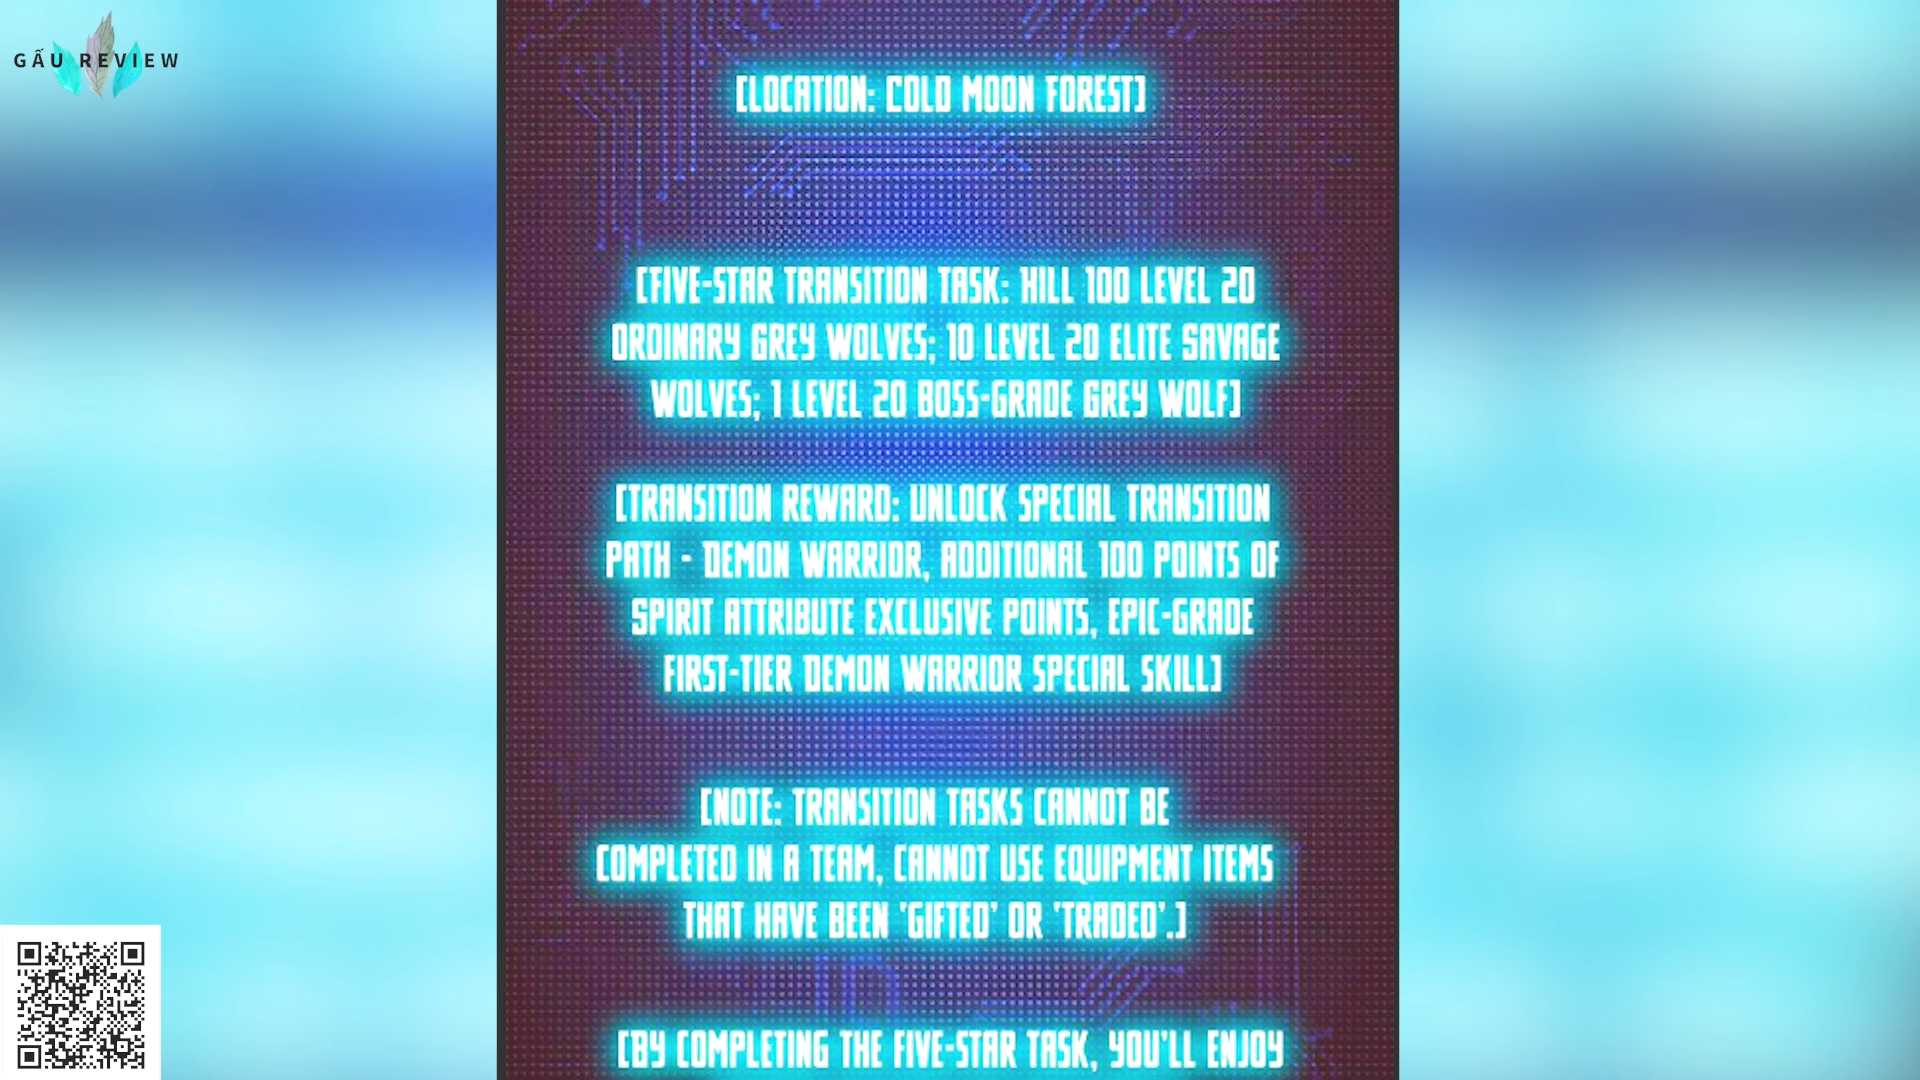 GẤU REVIEW
[LOCATION: COLD MOON FOREST]
[FIVE-STAR TRANSITION TASK: KILL 100 LEVEL 20
ORDINARY GREY WOLVES; 10 LEVEL 20 ELITE SAVAGE
WOLVES; 1 LEVEL 20 BOSS-GRADE GREY WOLF]
[TRANSITION REWARD: UNLOCK SPECIAL TRANSITION
PATH - DEMON WARRIOR, ADDITIONAL 100 POINTS OF
SPIRIT ATTRIBUTE EXCLUSIVE POINTS, EPIC-GRADE
FIRST-TIER DEMON WARRIOR SPECIAL SKILL]
[NOTE: TRANSITION TASKS CANNOT BE
COMPLETED IN A TEAM, CANNOT USE EQUIPMENT ITEMS
THAT HAVE BEEN 'GIFTED' OR 'TRADED'.]
[BY COMPLETING THE FIVE-STAR TASK, YOU'LL ENJOY